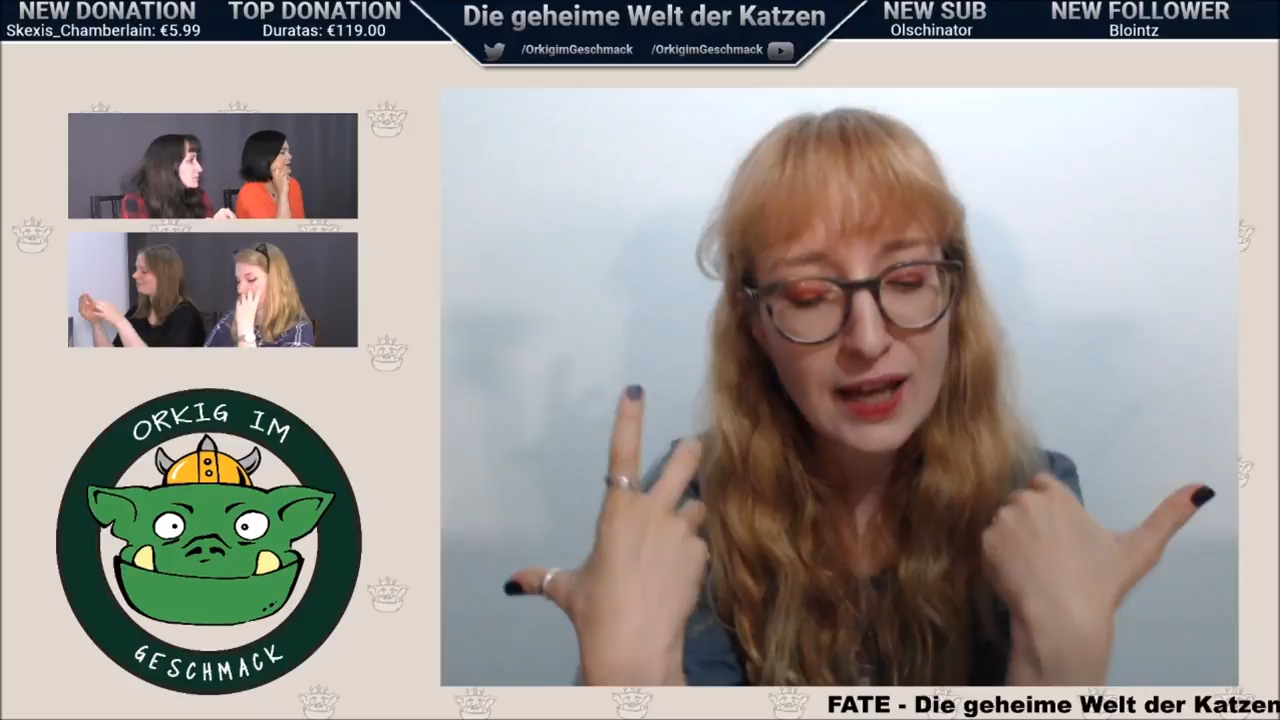 NEW DONATION
Skexis_Chamberlain: €5.99
TOP DONATION
Duratas: €119.00
Die geheime Welt der Katzen
/OrkigimGeschmack /OrkigimGeschmack
NEW SUB
Olschinator
NEW FOLLOWER
Blointz
ORKIG IM
GESCHMACK
FATE - Die geheime Welt der Katzen